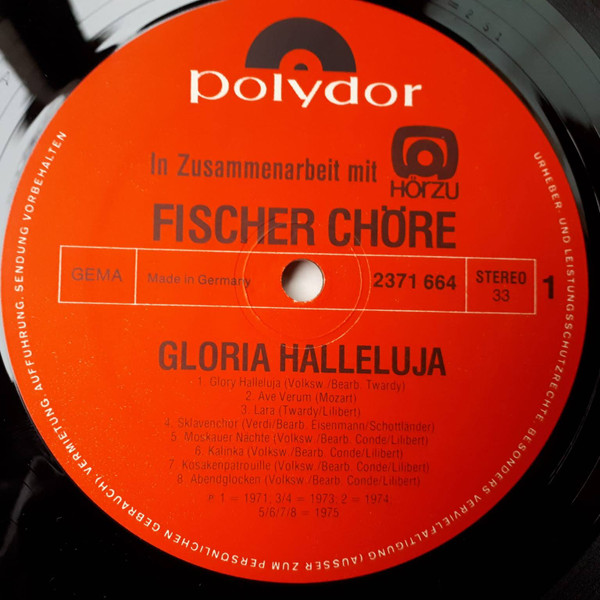 polydor
In Zusammenarbeit mit HÖRZU
FISCHER CHÖRE
GEMA Made in Germany 2371 664 STEREO 33 1
GLORIA HALLELUJA
1. Glory Halleluja (Volksw./Bearb. Twardy)
2. Ave Verum (Mozart)
3. Lara (Twardy/Lilibert)
4. Sklavenchor (Verdi/Bearb. Eisenmann/Schottländer)
5. Moskauer Nächte (Volksw./Bearb. Conde/Lilibert)
6. Kalinka (Volksw./Bearb. Conde/Lilibert)
7. Kosakenpatrouille (Volksw./Bearb. Conde/Lilibert)
8. Abendglocken (Volksw./Bearb. Conde/Lilibert)
℗ 1 = 1971; 3/4 = 1973; 2 = 1974;
5/6/7/8 = 1975
URHEBER- UND LEISTUNGSSCHUTZRECHTE BESONDERS VERVIELFÄLTIGUNG (AUSSER ZUM PERSÖNLICHEN GEBRAUCH), VERMIETUNG, AUFFÜHRUNG, SENDUNG VORBEHALTEN